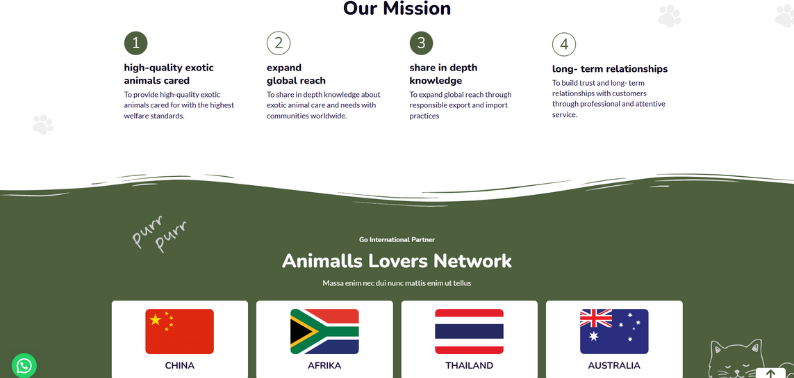 Our Mission
1
high-quality exotic
animals cared
To provide high-quality exotic
animals cared for with the highest
welfare standards.
2
expand
global reach
To share in depth knowledge about
exotic animal care and needs with
communities worldwide.
3
share in depth
knowledge
To expand global reach through
responsible export and import
practices
4
long- term relationships
To build trust and long- term
relationships with customers
through professional and attentive
service.
purr
purr
Go International Partner
Animalls Lovers Network
Massa enim nec dui nunc mattis enim ut tellus
CHINA
AFRIKA
THAILAND
AUSTRALIA